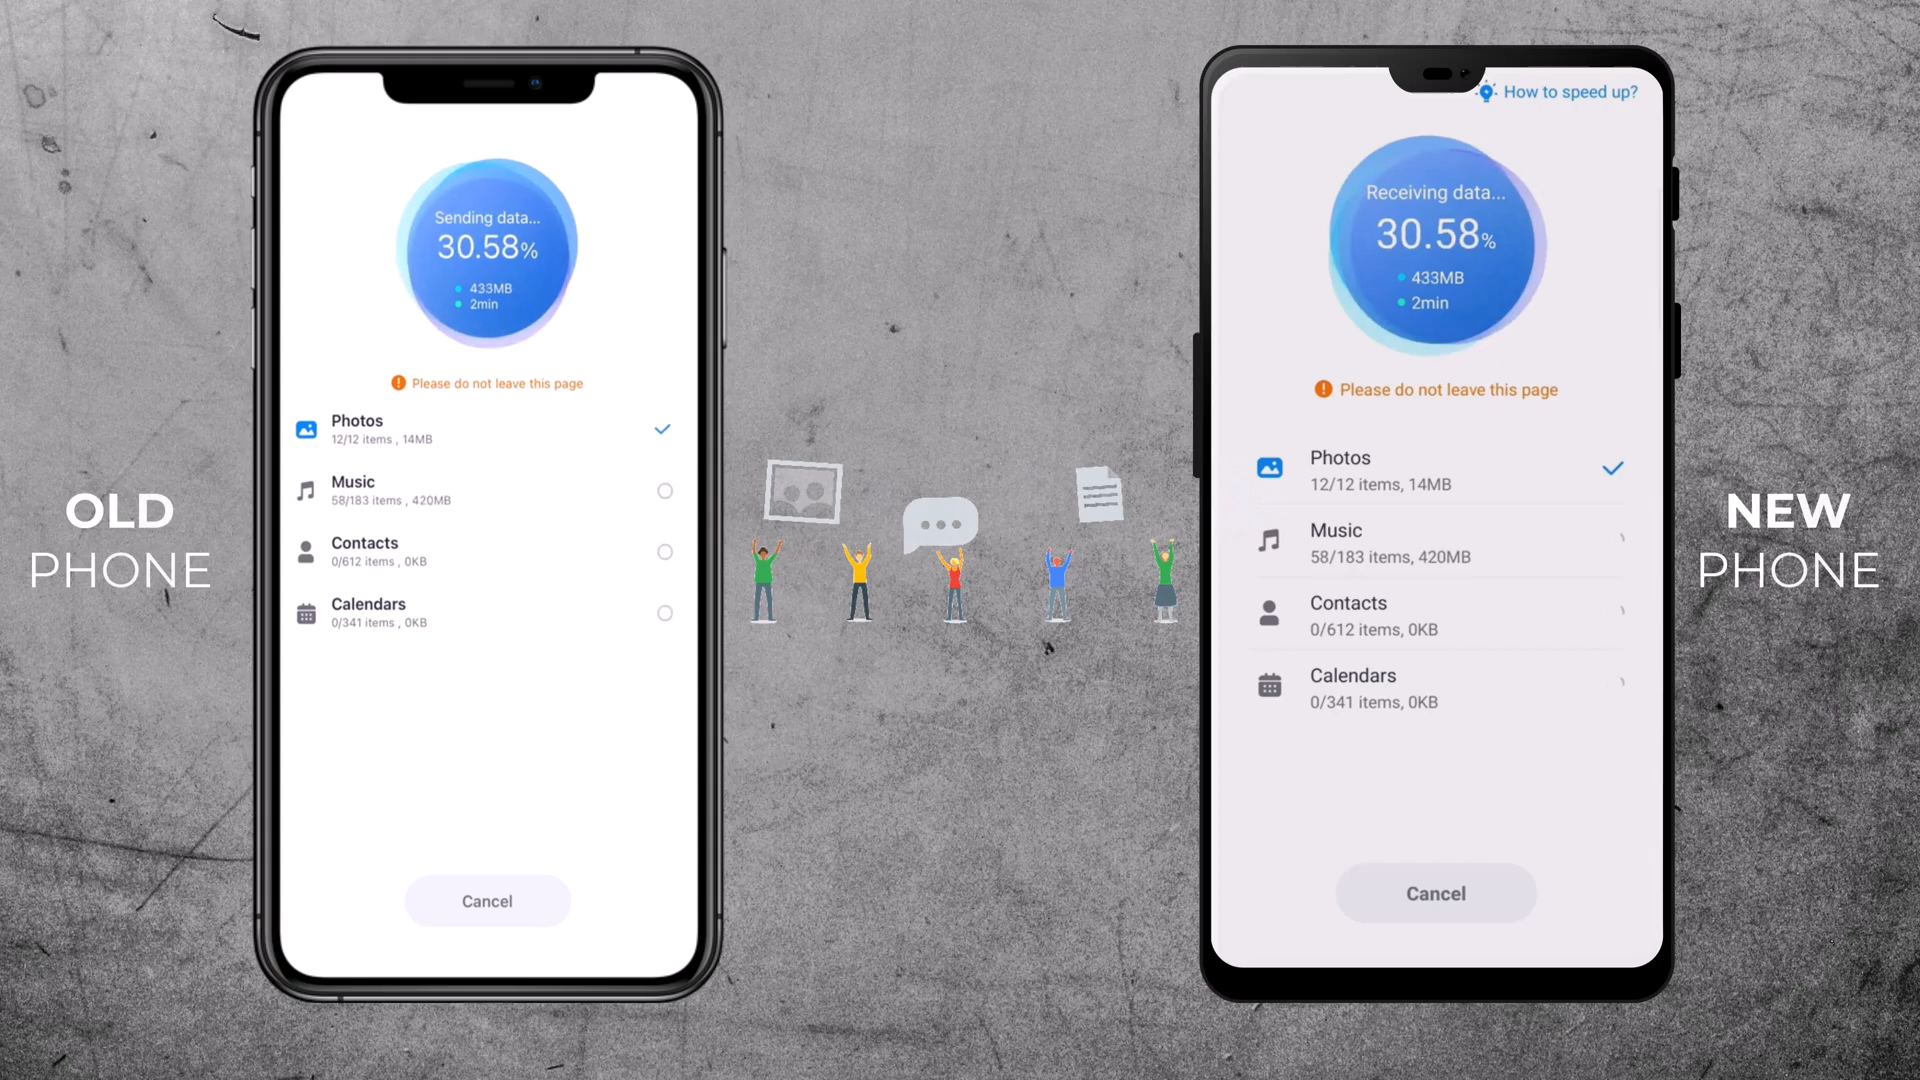 OLD
PHONE
Sending data...
30.58%
433MB
2min
Please do not leave this page
Photos
12/12 items , 14MB
Music
58/183 items , 420MB
Contacts
0/612 items , 0KB
Calendars
0/341 items , 0KB
Cancel
How to speed up?
Receiving data...
30.58%
433MB
2min
Please do not leave this page
Photos
12/12 items, 14MB
Music
58/183 items, 420MB
Contacts
0/612 items, 0KB
Calendars
0/341 items, 0KB
Cancel
NEW
PHONE